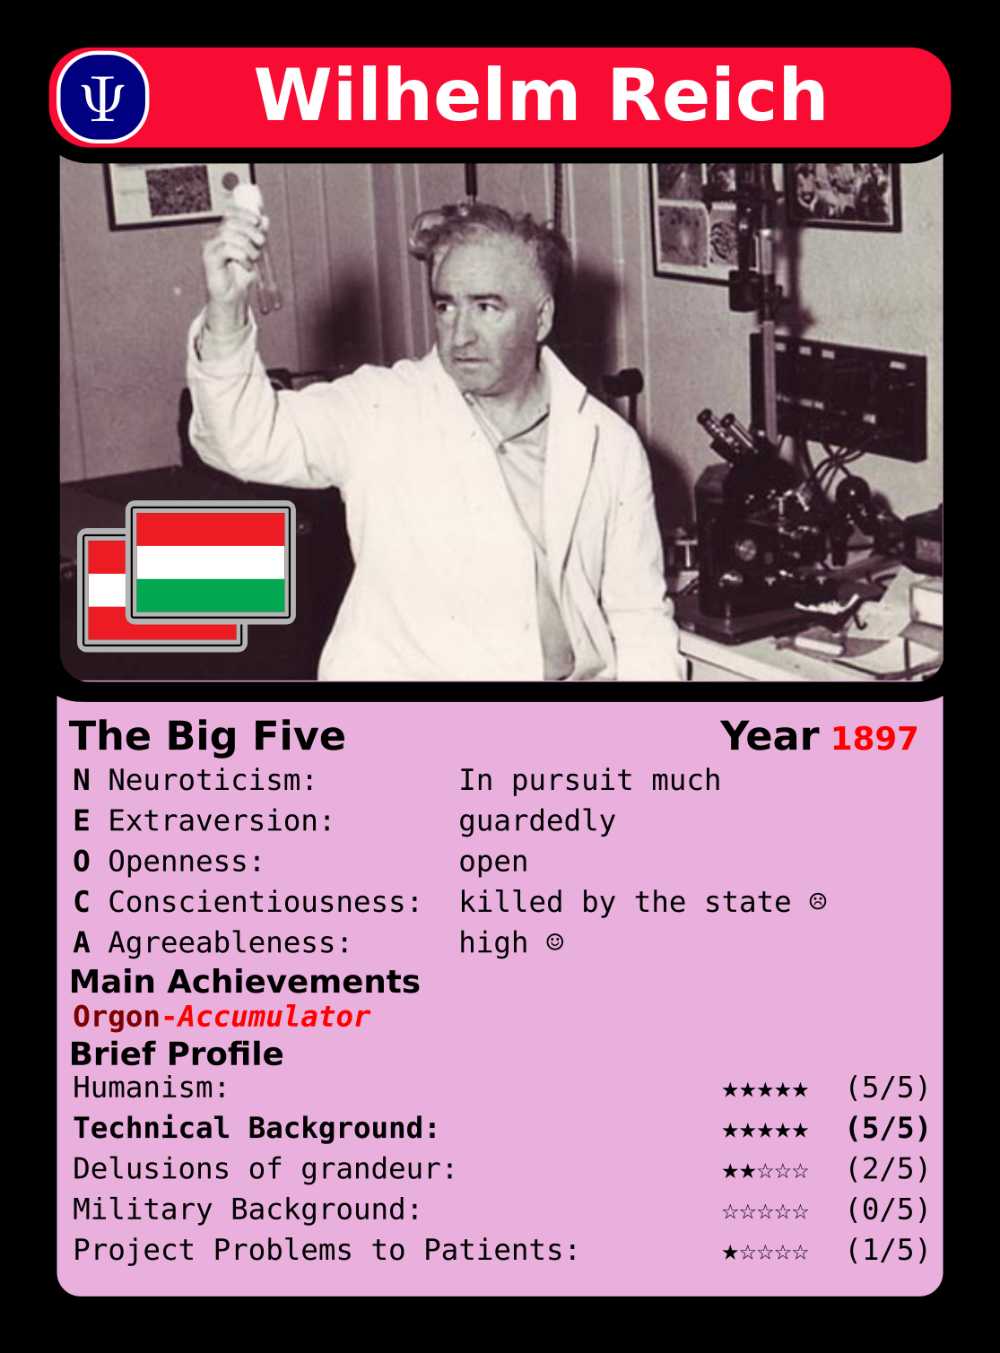 Ψ Wilhelm Reich
The Big Five Year 1897
N Neuroticism: In pursuit much
E Extraversion: guardedly
O Openness: open
C Conscientiousness: killed by the state ☹
A Agreeableness: high ☺
Main Achievements
Orgon-Accumulator
Brief Profile
Humanism: ★★★★★ (5/5)
Technical Background: ★★★★★ (5/5)
Delusions of grandeur: ★★☆☆☆ (2/5)
Military Background: ☆☆☆☆☆ (0/5)
Project Problems to Patients: ★☆☆☆☆ (1/5)